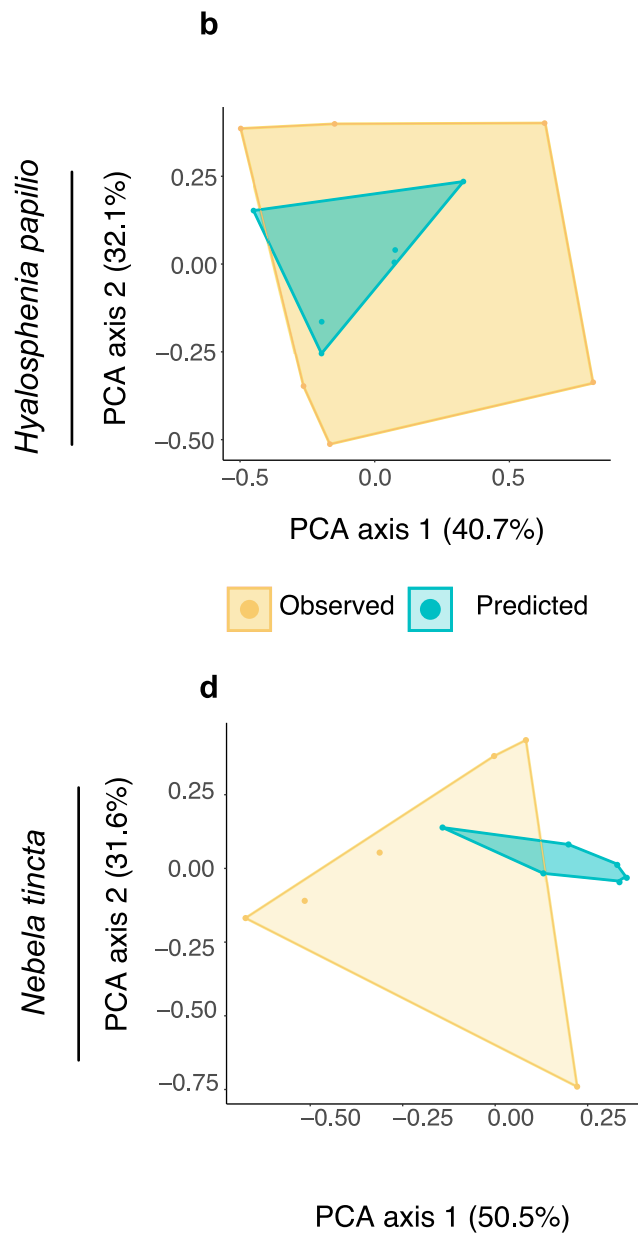 b
Hyalosphenia papilio
PCA axis 2 (32.1%)
0.25
0.00
−0.25
−0.50
−0.5
0.0
0.5
PCA axis 1 (40.7%)
Observed
Predicted
d
Nebela tincta
PCA axis 2 (31.6%)
0.25
0.00
−0.25
−0.50
−0.75
−0.50
−0.25
0.00
0.25
PCA axis 1 (50.5%)